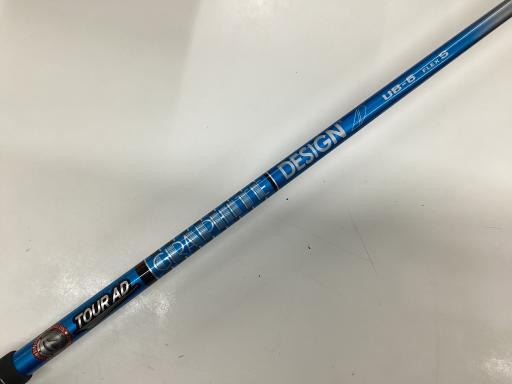 TOUR AD
GRAPHITE DESIGN
UB-6 FLEX S